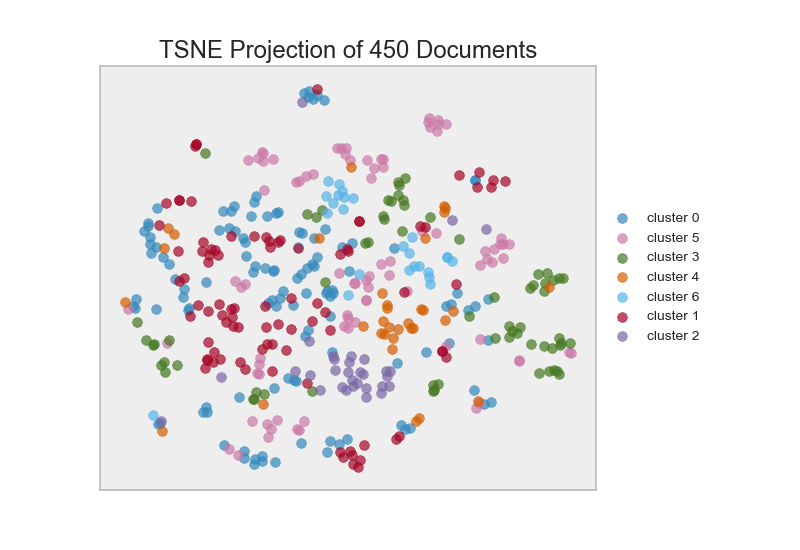 TSNE Projection of 450 Documents
cluster 0
cluster 5
cluster 3
cluster 4
cluster 6
cluster 1
cluster 2